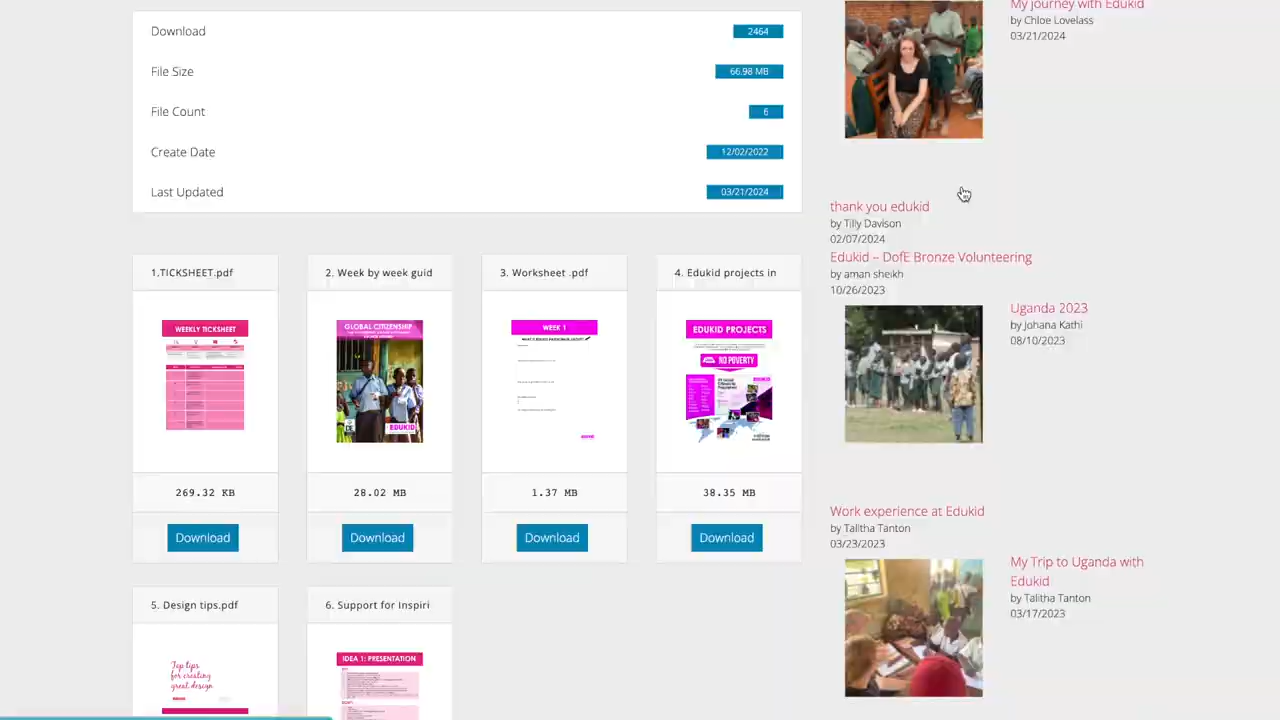 Download
2464
File Size
66.98 MB
File Count
6
Create Date
12/02/2022
Last Updated
03/21/2024
1.TICKSHEET.pdf
2. Week by week guid
3. Worksheet .pdf
4. Edukid projects in
WEEKLY TICKSHEET
GLOBAL CITIZENSHIP
EDUKID
WEEK 1
EDUKID PROJECTS
NO POVERTY
269.32 KB
28.02 MB
1.37 MB
38.35 MB
Download
Download
Download
Download
5. Design tips.pdf
6. Support for Inspiri
Top tips
for creating
great design
IDEA 1: PRESENTATION
My journey with Edukid
by Chloe Lovelass
03/21/2024
thank you edukid
by Tilly Davison
02/07/2024
Edukid – DofE Bronze Volunteering
by aman sheikh
10/26/2023
Uganda 2023
by Johana Kathi
08/10/2023
Work experience at Edukid
by Talitha Tanton
03/23/2023
My Trip to Uganda with
Edukid
by Talitha Tanton
03/17/2023